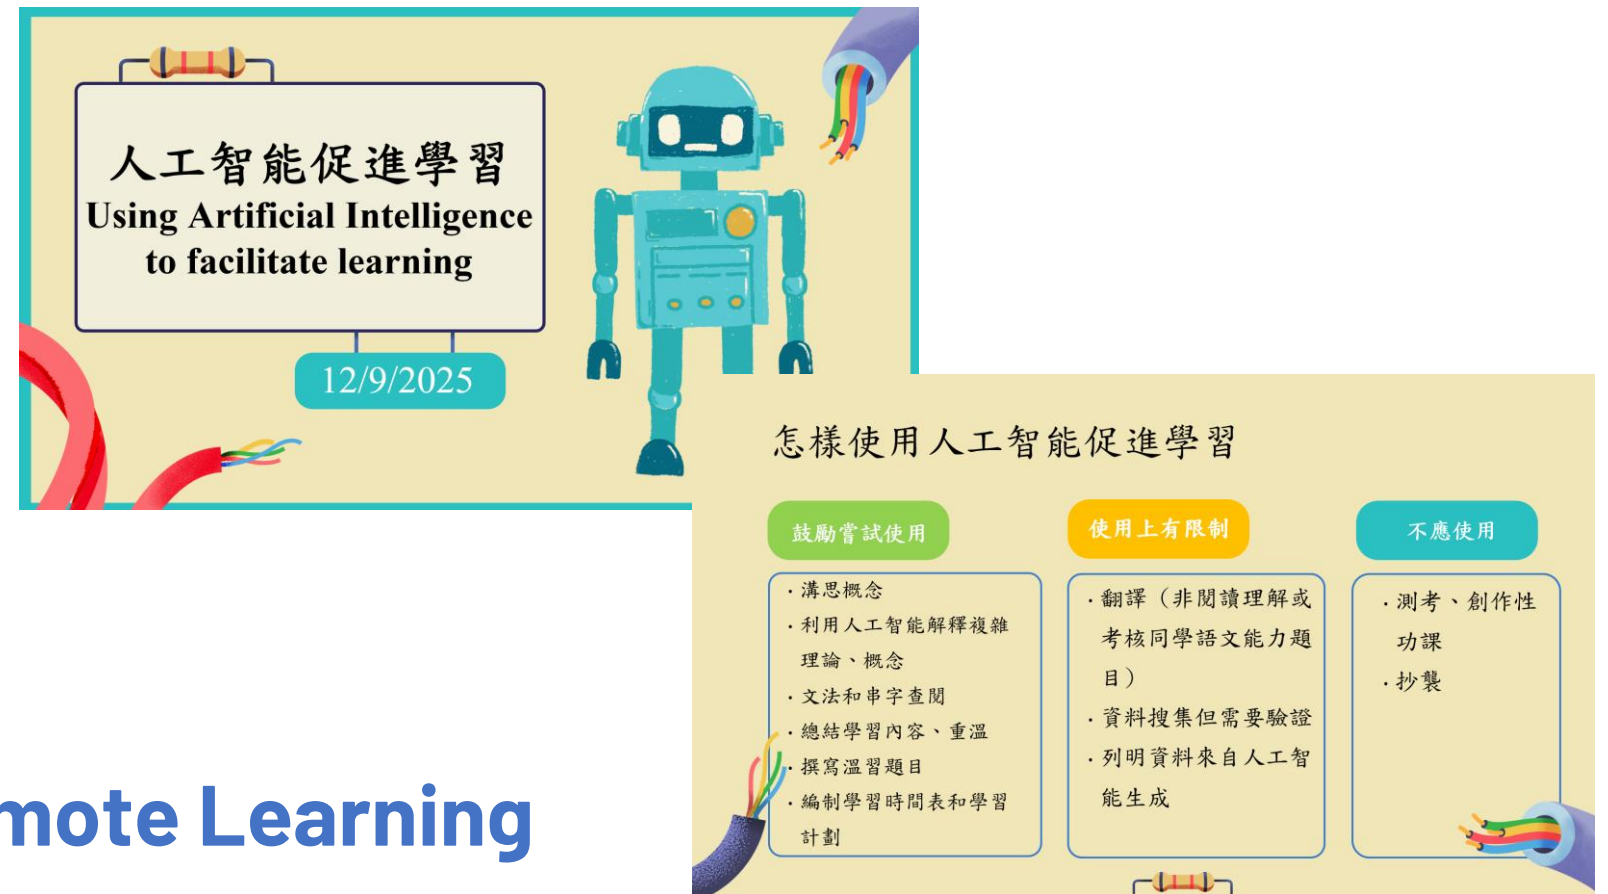 人工智能促進學習
Using Artificial Intelligence
to facilitate learning
12/9/2025
怎樣使用人工智能促進學習
鼓勵嘗試使用
・溝思概念
・利用人工智能解釋複雜
理論、概念
・文法和串字查閱
・總結學習內容、重溫
・撰寫溫習題目
・編制學習時間表和學習
計劃
使用上有限制
・翻譯（非閱讀理解或
考核同學語文能力題
目）
・資料搜集但需要驗證
・列明資料來自人工智
能生成
不應使用
・測考、創作性
功課
・抄襲
mote Learning